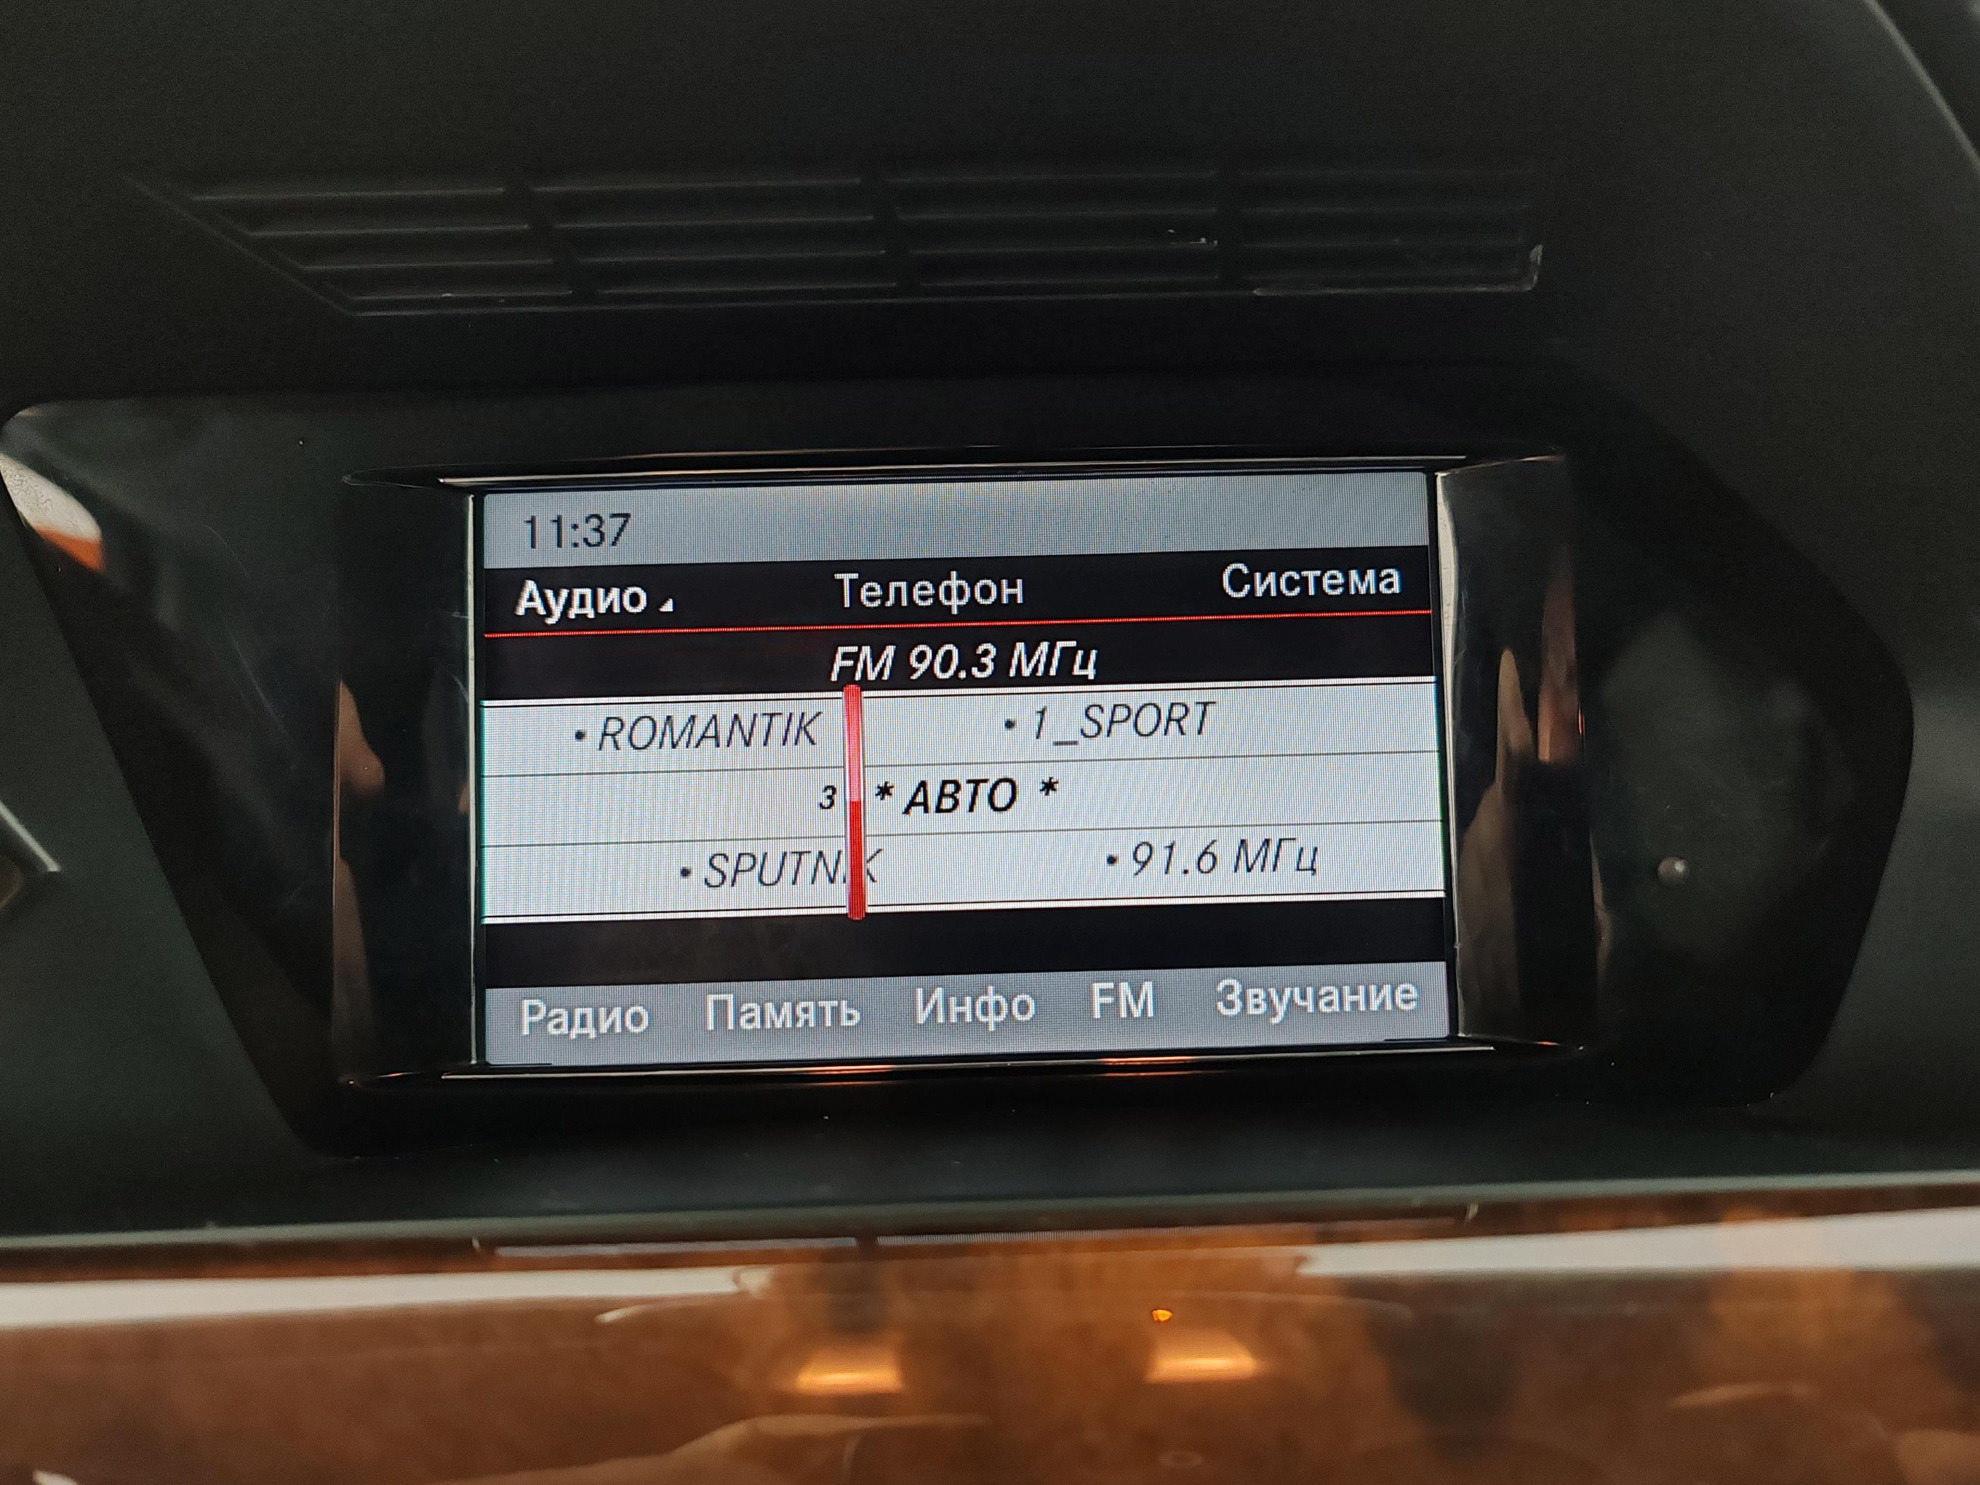 11:37
Аудио Телефон Система
FM 90.3 МГц
• ROMANTIK • 1_SPORT
3 * АВТО *
• SPUTNIK • 91.6 МГц
Радио Память Инфо FM Звучание